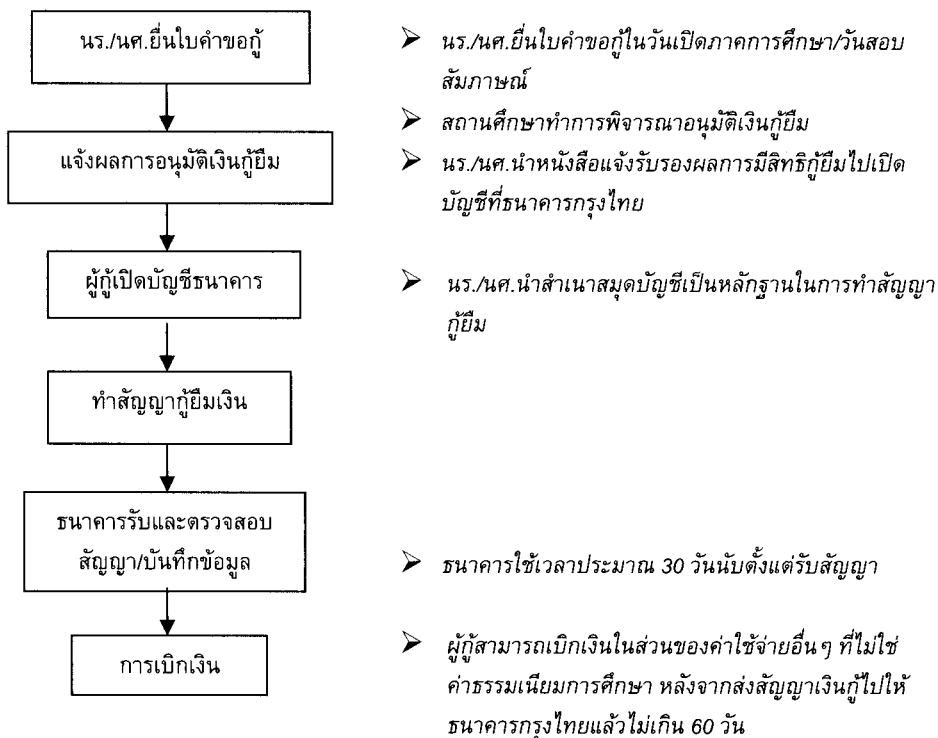 นร./นศ.ยื่นใบคำขอกู้
➢ นร./นศ.ยื่นใบคำขอกู้ในวันเปิดภาคการศึกษา/วันสอบ
สัมภาษณ์
➢ สถานศึกษาทำการพิจารณาอนุมัติเงินกู้ยืม
แจ้งผลการอนุมัติเงินกู้ยืม
➢ นร./นศ.นำหนังสือแจ้งรับรองผลการมีสิทธิกู้ยืมไปเปิด
บัญชีที่ธนาคารกรุงไทย
ผู้กู้เปิดบัญชีธนาคาร
➢ นร./นศ.นำสำเนาสมุดบัญชีเป็นหลักฐานในการทำสัญญา
กู้ยืม
ทำสัญญากู้ยืมเงิน
ธนาคารรับและตรวจสอบ
สัญญา/บันทึกข้อมูล
➢ ธนาคารใช้เวลาประมาณ 30 วันนับตั้งแต่รับสัญญา
การเบิกเงิน
➢ ผู้กู้สามารถเบิกเงินในส่วนของค่าใช้จ่ายอื่นๆ ที่ไม่ใช่
ค่าธรรมเนียมการศึกษา หลังจากส่งสัญญาเงินกู้ไปให้
ธนาคารกรุงไทยแล้วไม่เกิน 60 วัน